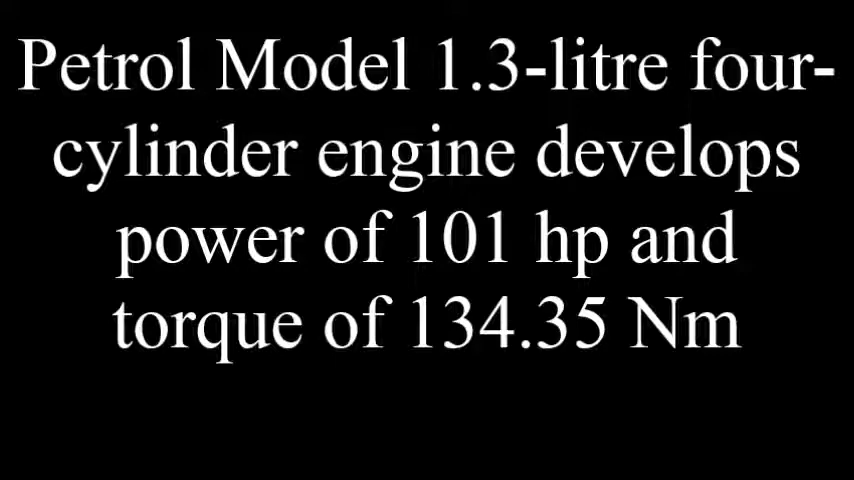 Petrol Model 1.3-litre four-
cylinder engine develops
power of 101 hp and
torque of 134.35 Nm